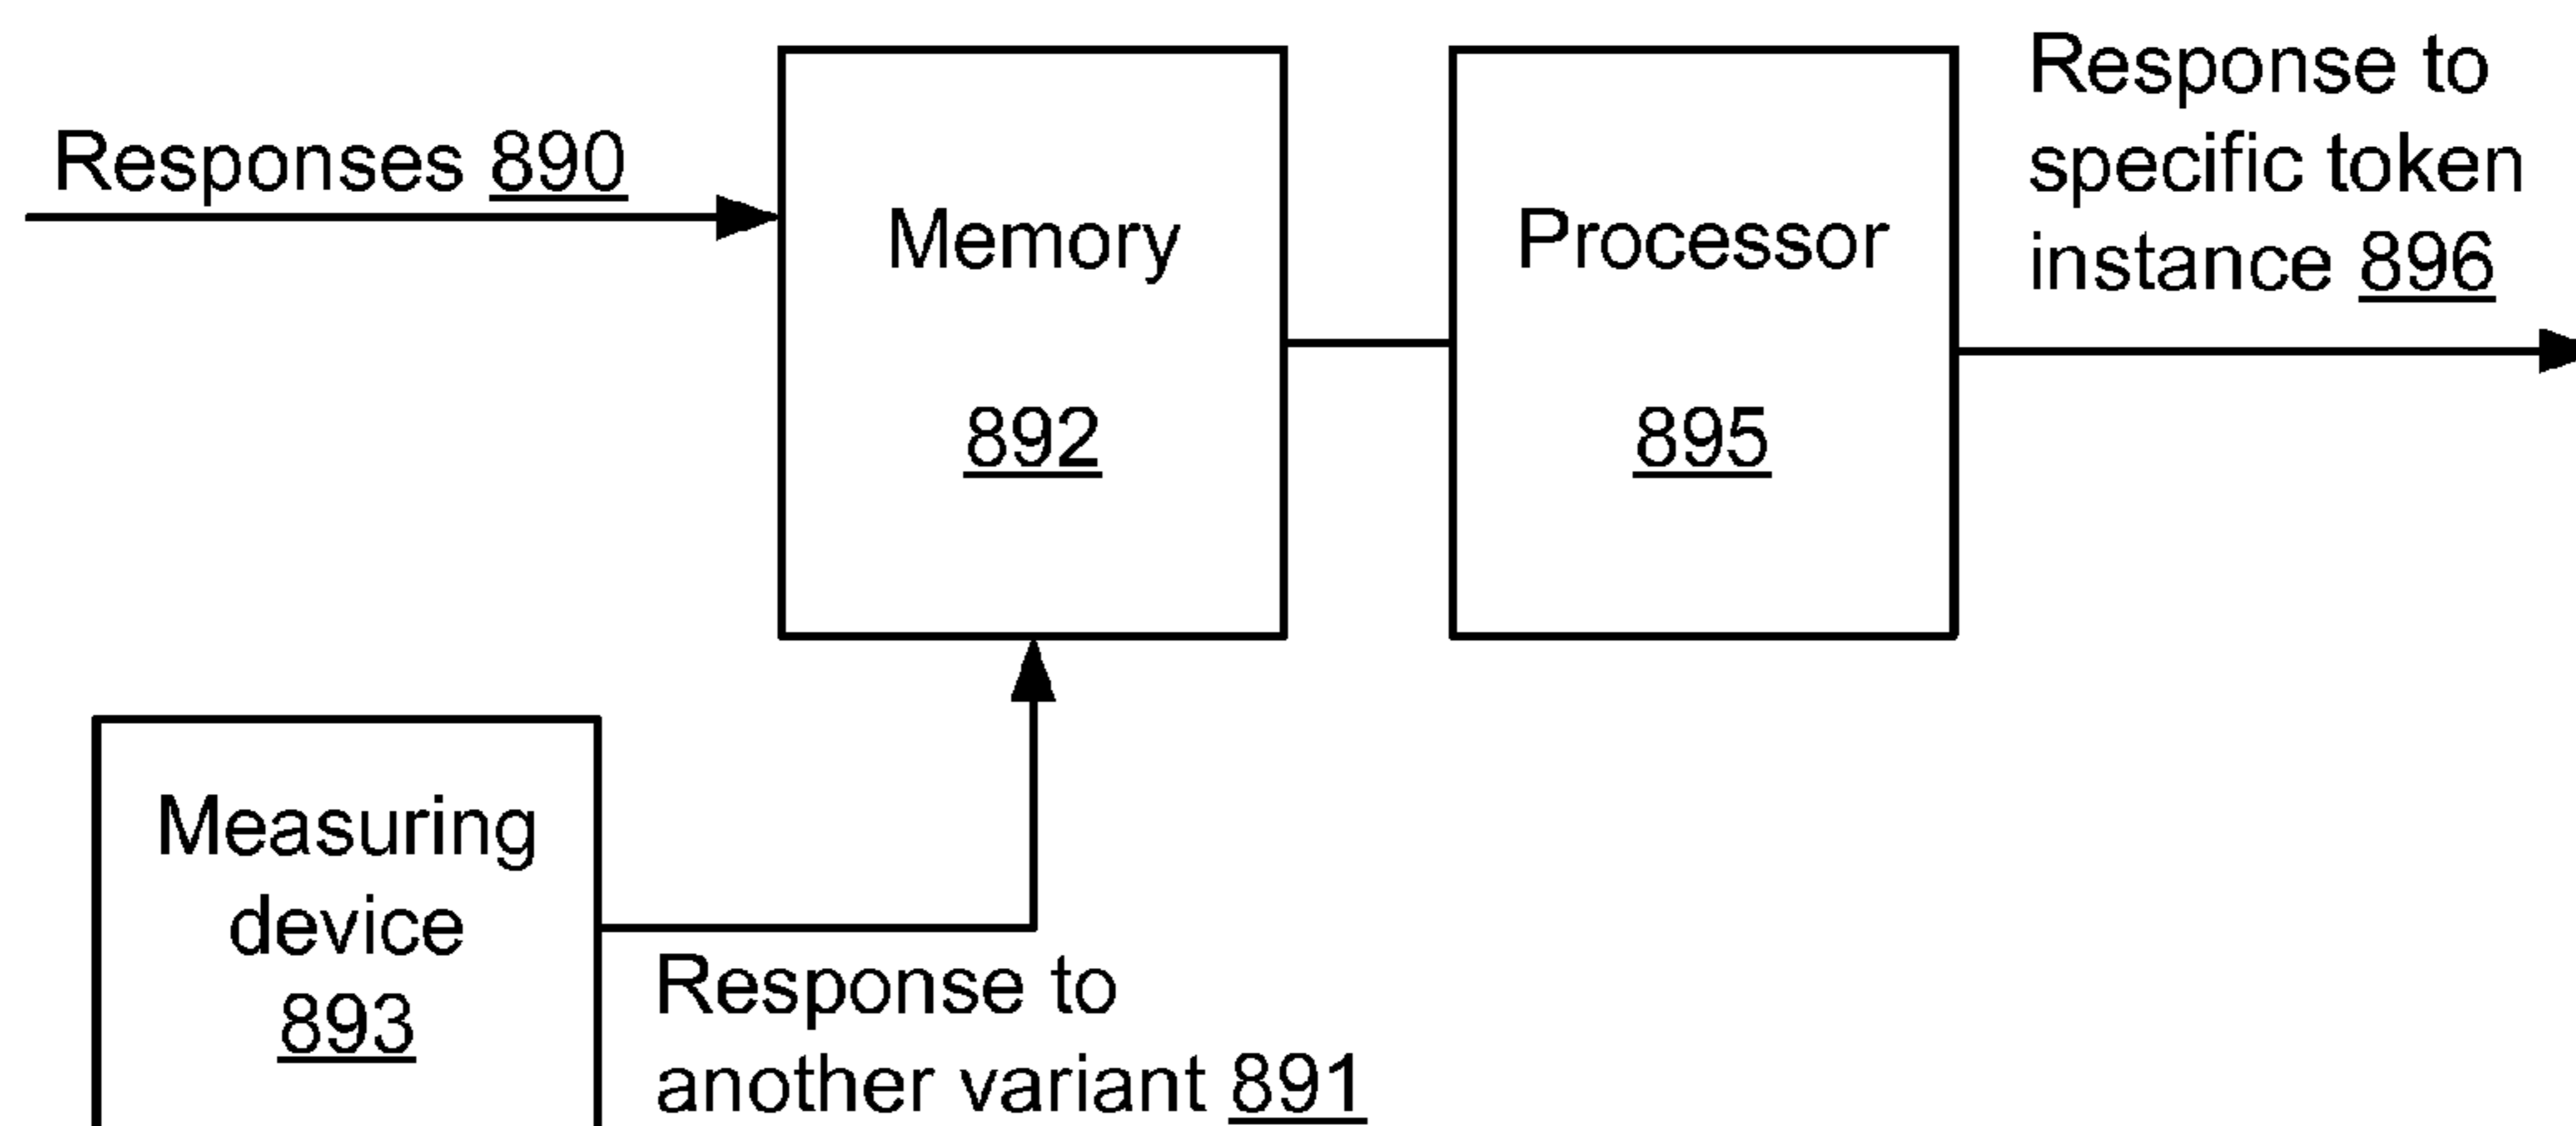 Responses 890
Memory
892
Processor
895
Response to
specific token
instance 896
Measuring
device
893
Response to
another variant 891